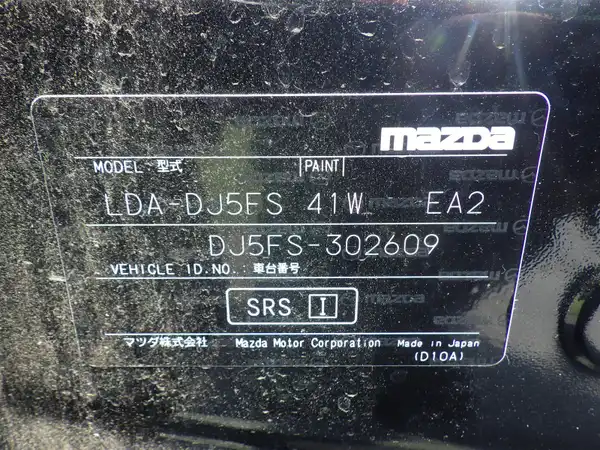 mazda
MODEL : 型式 PAINT
LDA-DJ5FS 41W EA2
DJ5FS-302609
VEHICLE ID.NO. : 車台番号
SRS I
マツダ株式会社 Mazda Motor Corporation Made in Japan
(D10A)